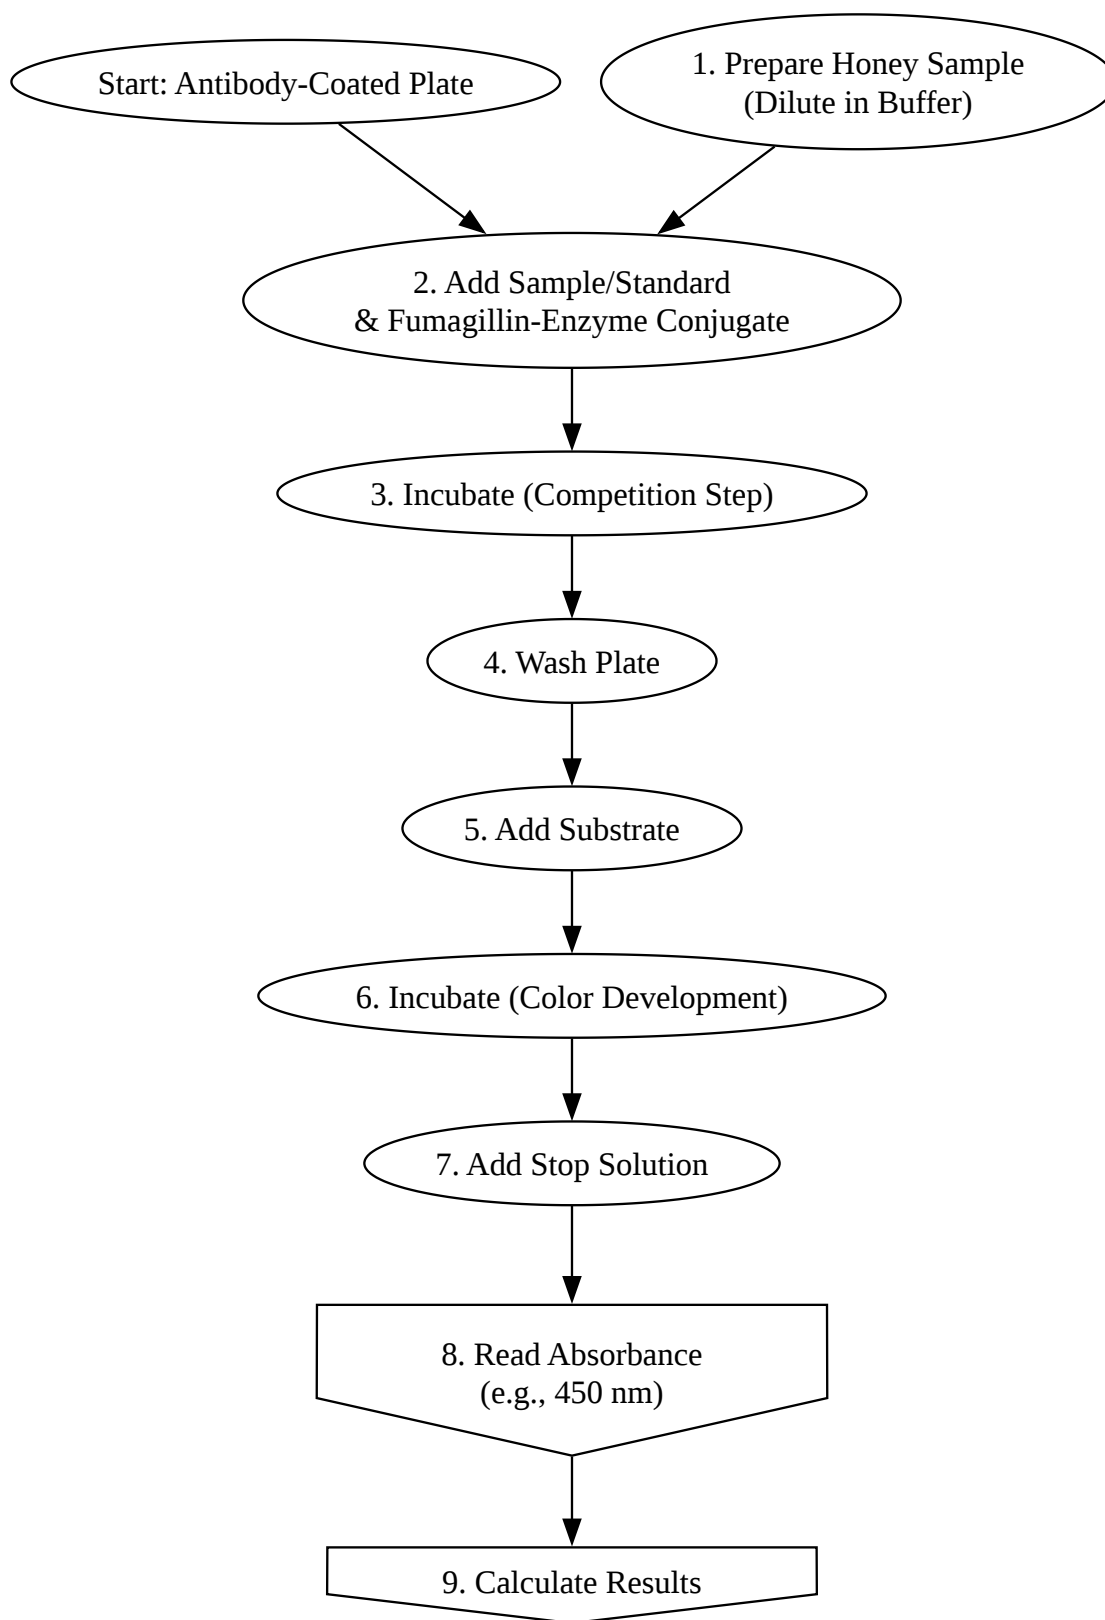 Start: Antibody-Coated Plate
1. Prepare Honey Sample
(Dilute in Buffer)
2. Add Sample/Standard
& Fumagillin-Enzyme Conjugate
3. Incubate (Competition Step)
4. Wash Plate
5. Add Substrate
6. Incubate (Color Development)
7. Add Stop Solution
8. Read Absorbance
(e.g., 450 nm)
9. Calculate Results